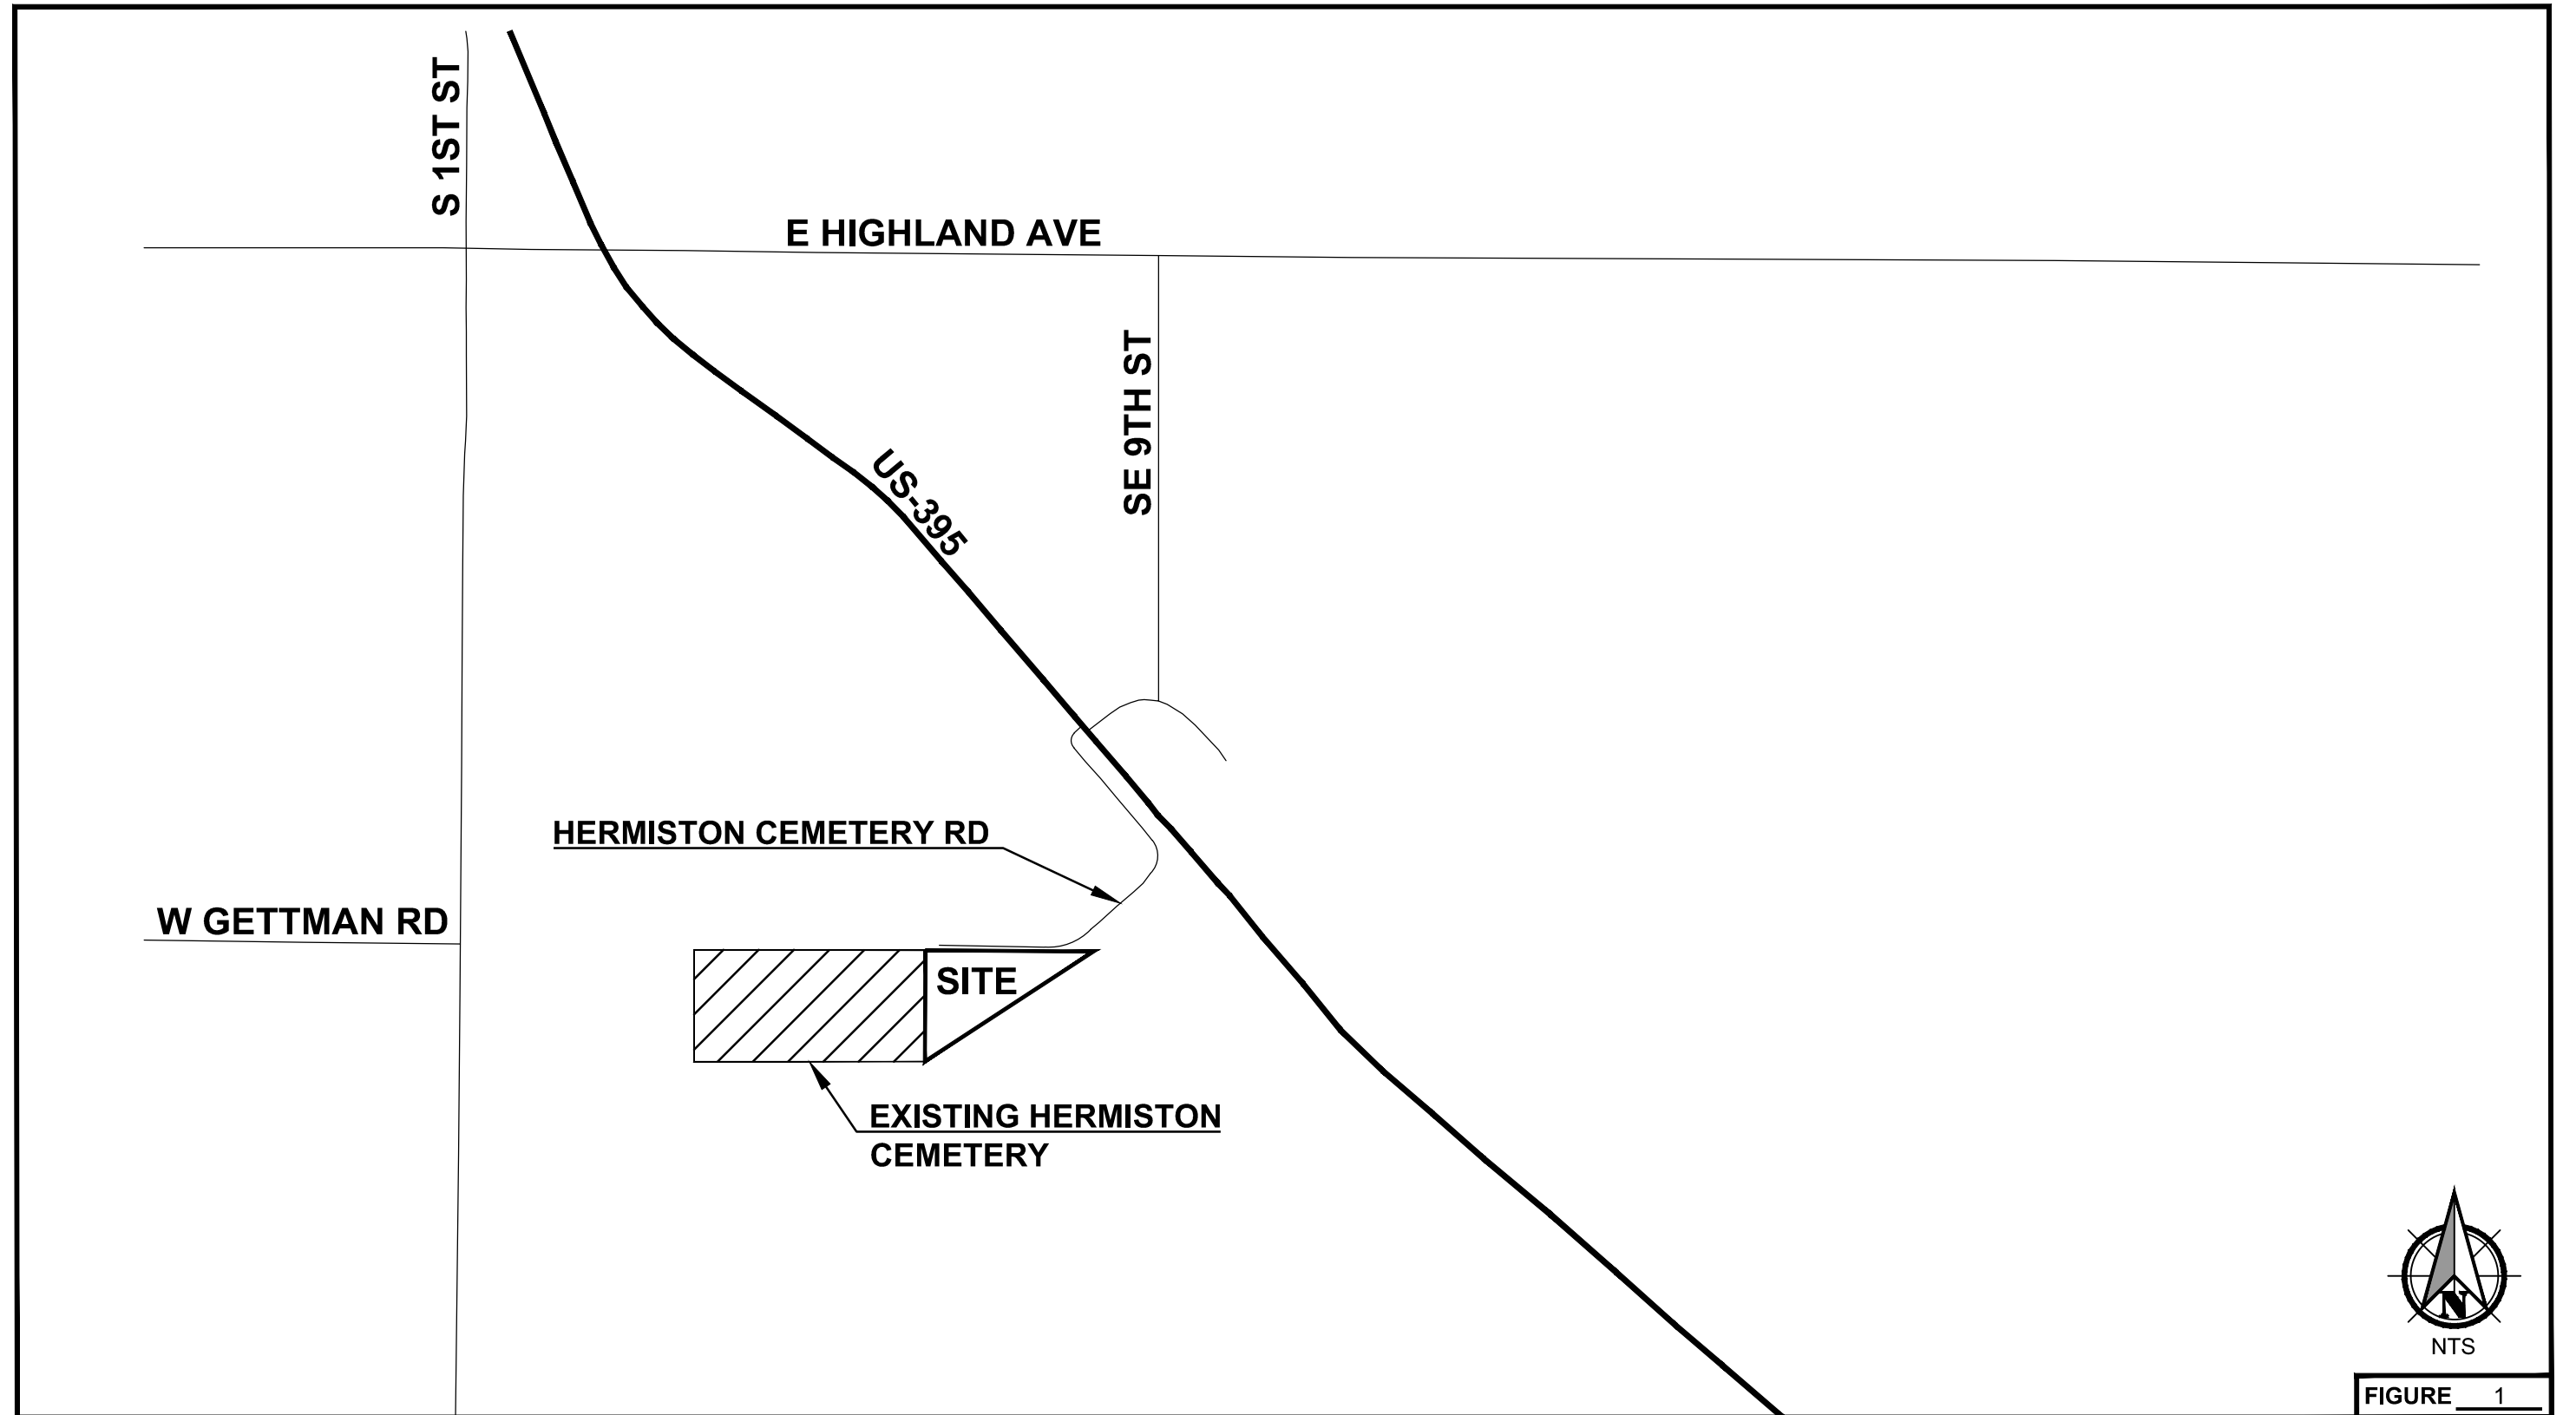 S 1ST ST
E HIGHLAND AVE
SE 9TH ST
US-395
HERMISTON CEMETERY RD
W GETTMAN RD
SITE
EXISTING HERMISTON
CEMETERY
N
NTS
FIGURE 1